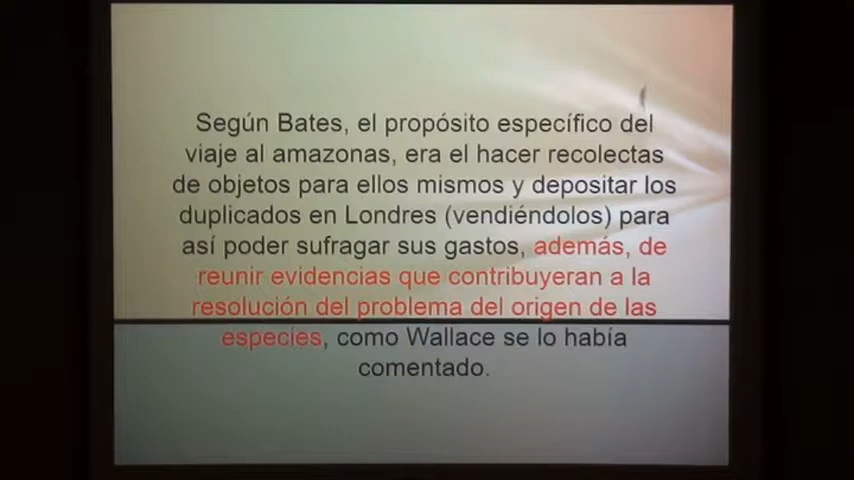 Según Bates, el propósito específico del
viaje al amazonas, era el hacer recolectas
de objetos para ellos mismos y depositar los
duplicados en Londres (vendiéndolos) para
así poder sufragar sus gastos, además, de
reunir evidencias que contribuyeran a la
resolución del problema del origen de las
especies, como Wallace se lo había
comentado.